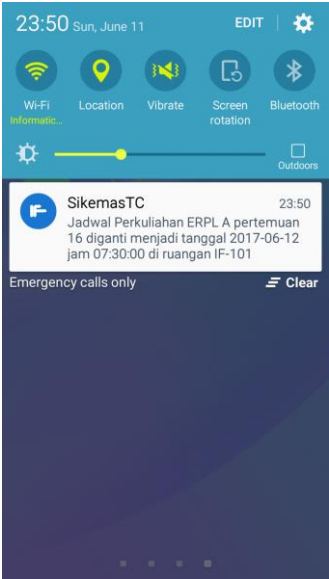 23:50 Sun, June 11 EDIT
Wi-Fi Location Vibrate Screen rotation Bluetooth
Informatic...
Outdoors
SikemasTC 23:50
Jadwal Perkuliahan ERPL A pertemuan
16 diganti menjadi tanggal 2017-06-12
jam 07:30:00 di ruangan IF-101
Emergency calls only Clear